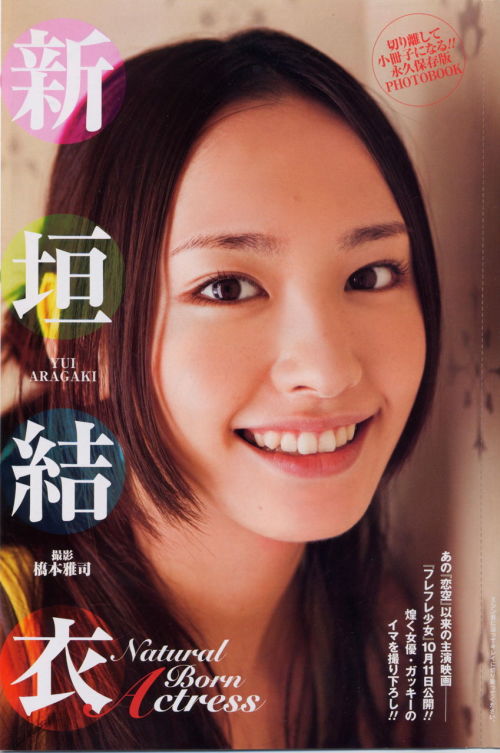 新垣結衣
YUI
ARAGAKI
撮影
橋本雅司
Natural
Born
Actress
切り離して
小冊子になる!!
永久保存版
PHOTOBOOK
あの『恋空』以来の主演映画――
『フレフレ少女』10月11日公開!!
煌く女優・ガッキーの
イマを撮り下ろし!!